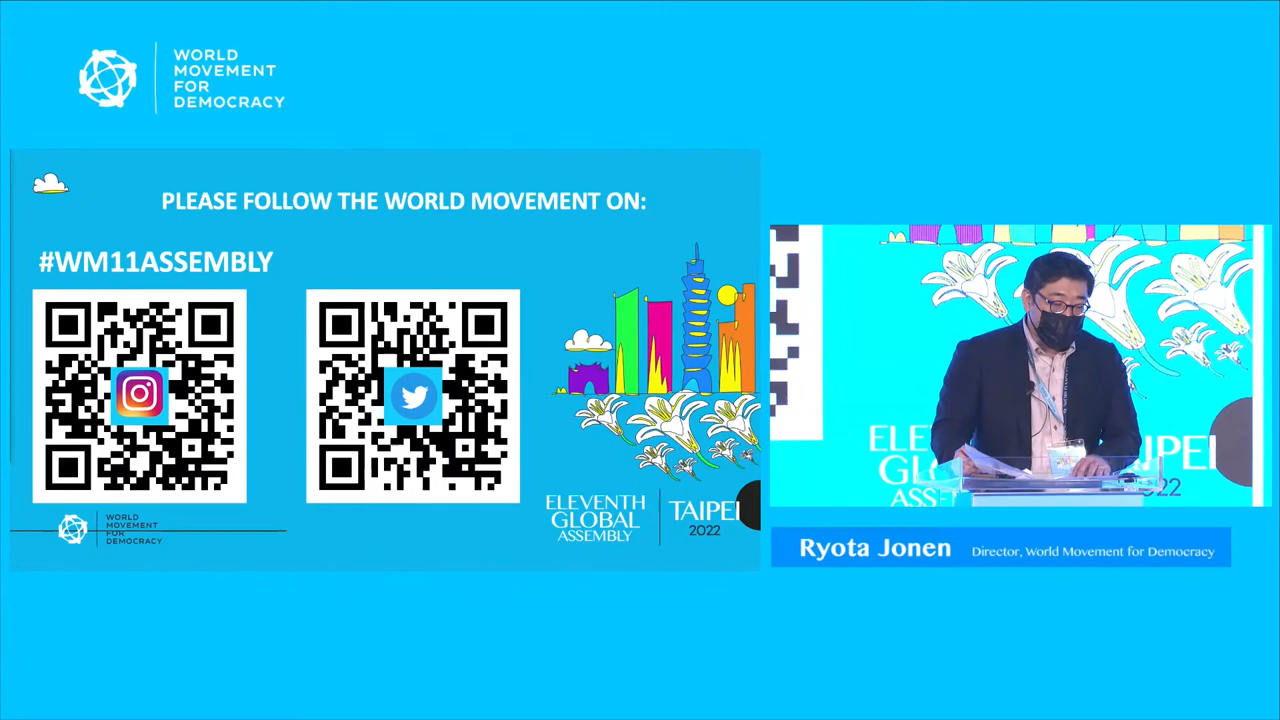 WORLD
MOVEMENT
FOR
DEMOCRACY
PLEASE FOLLOW THE WORLD MOVEMENT ON:
#WM11ASSEMBLY
WORLD
MOVEMENT
FOR
DEMOCRACY
ELEVENTH
GLOBAL
ASSEMBLY
TAIPEI
2022
Ryota Jonen
Director, World Movement for Democracy